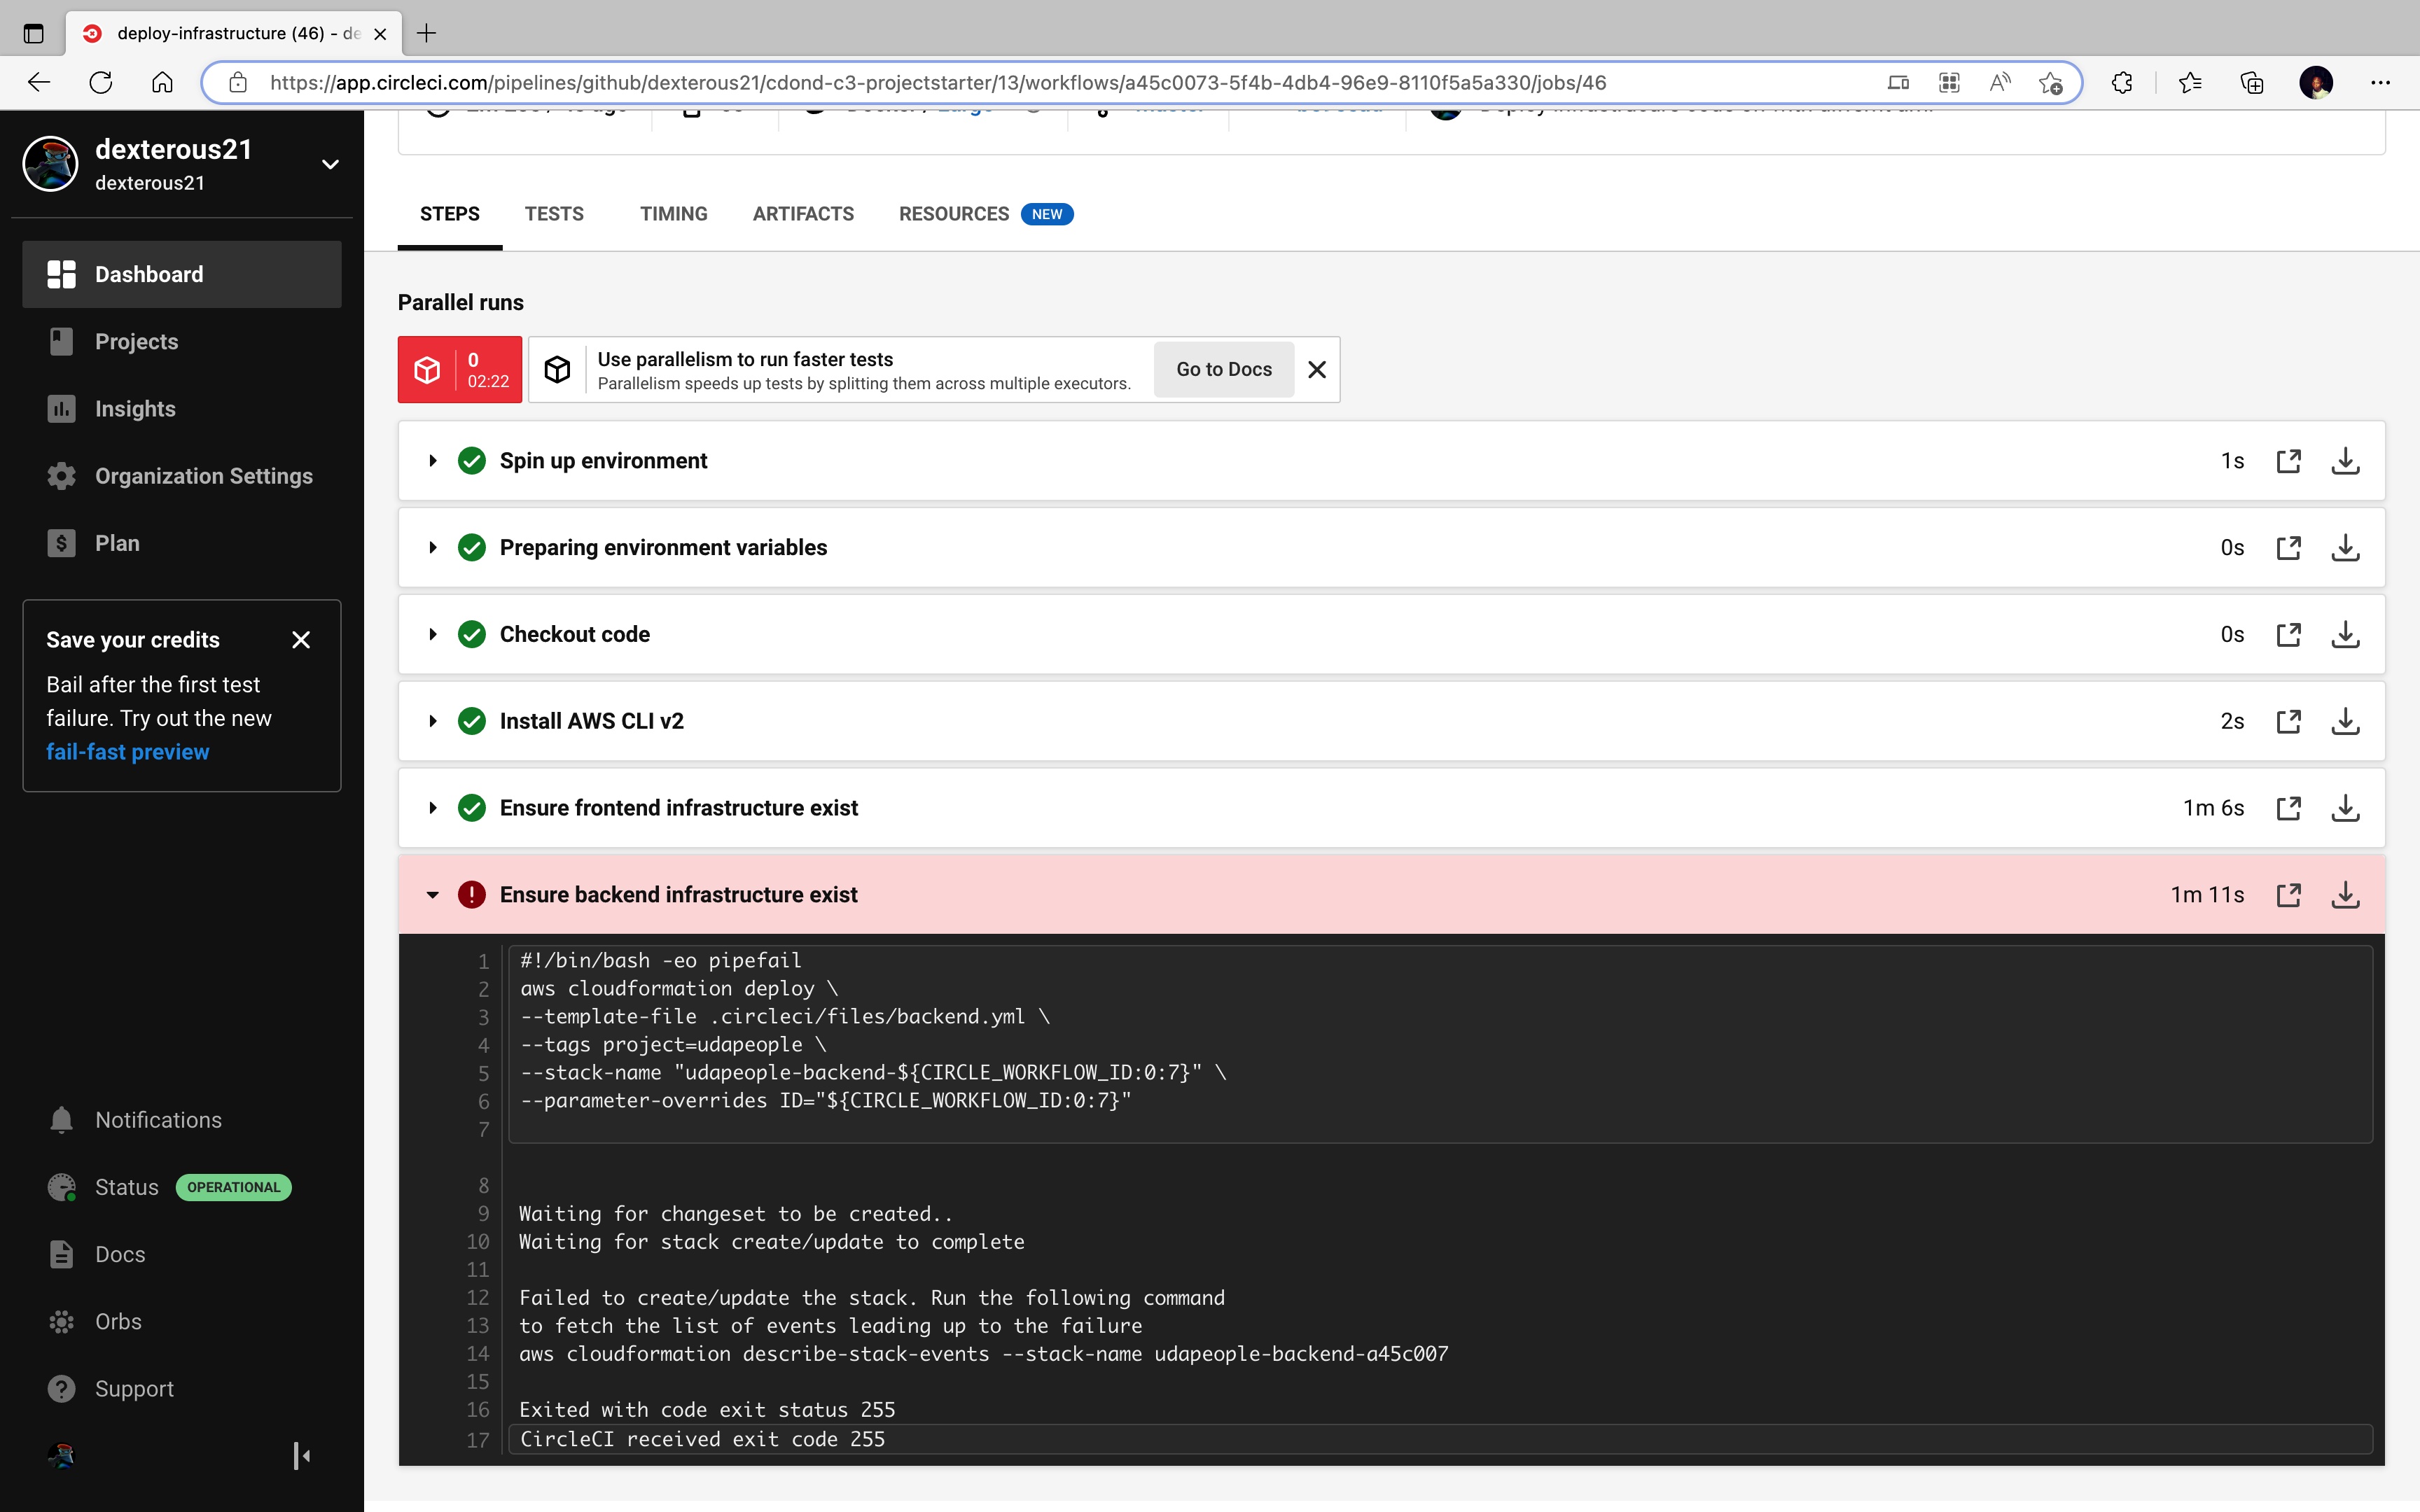 deploy-infrastructure (46) - de
https://app.circleci.com/pipelines/github/dexterous21/cdond-c3-projectstarter/13/workflows/a45c0073-5f4b-4db4-96e9-8110f5a5a330/jobs/46
dexterous21
dexterous21
Dashboard
Projects
Insights
Organization Settings
Plan
Save your credits
Bail after the first test
failure. Try out the new
fail-fast preview
Notifications
Status OPERATIONAL
Docs
Orbs
Support
STEPS TESTS TIMING ARTIFACTS RESOURCES NEW
Parallel runs
0
02:22
Use parallelism to run faster tests
Parallelism speeds up tests by splitting them across multiple executors.
Go to Docs
Spin up environment 1s
Preparing environment variables 0s
Checkout code 0s
Install AWS CLI v2 2s
Ensure frontend infrastructure exist 1m 6s
Ensure backend infrastructure exist 1m 11s
1 #!/bin/bash -eo pipefail
2 aws cloudformation deploy \
3 --template-file .circleci/files/backend.yml \
4 --tags project=udapeople \
5 --stack-name "udapeople-backend-${CIRCLE_WORKFLOW_ID:0:7}" \
6 --parameter-overrides ID="${CIRCLE_WORKFLOW_ID:0:7}"
7
8
9 Waiting for changeset to be created..
10 Waiting for stack create/update to complete
11
12 Failed to create/update the stack. Run the following command
13 to fetch the list of events leading up to the failure
14 aws cloudformation describe-stack-events --stack-name udapeople-backend-a45c007
15
16 Exited with code exit status 255
17 CircleCI received exit code 255